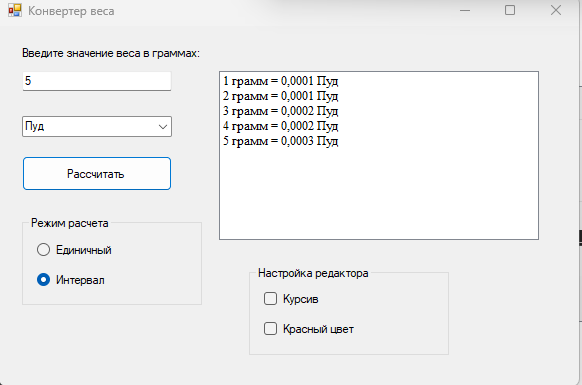 Конвертер веса
Введите значение веса в граммах:
5
Пуд
Рассчитать
1 грамм = 0,0001 Пуд
2 грамм = 0,0001 Пуд
3 грамм = 0,0002 Пуд
4 грамм = 0,0002 Пуд
5 грамм = 0,0003 Пуд
Режим расчета
Единичный
Интервал
Настройка редактора
Курсив
Красный цвет